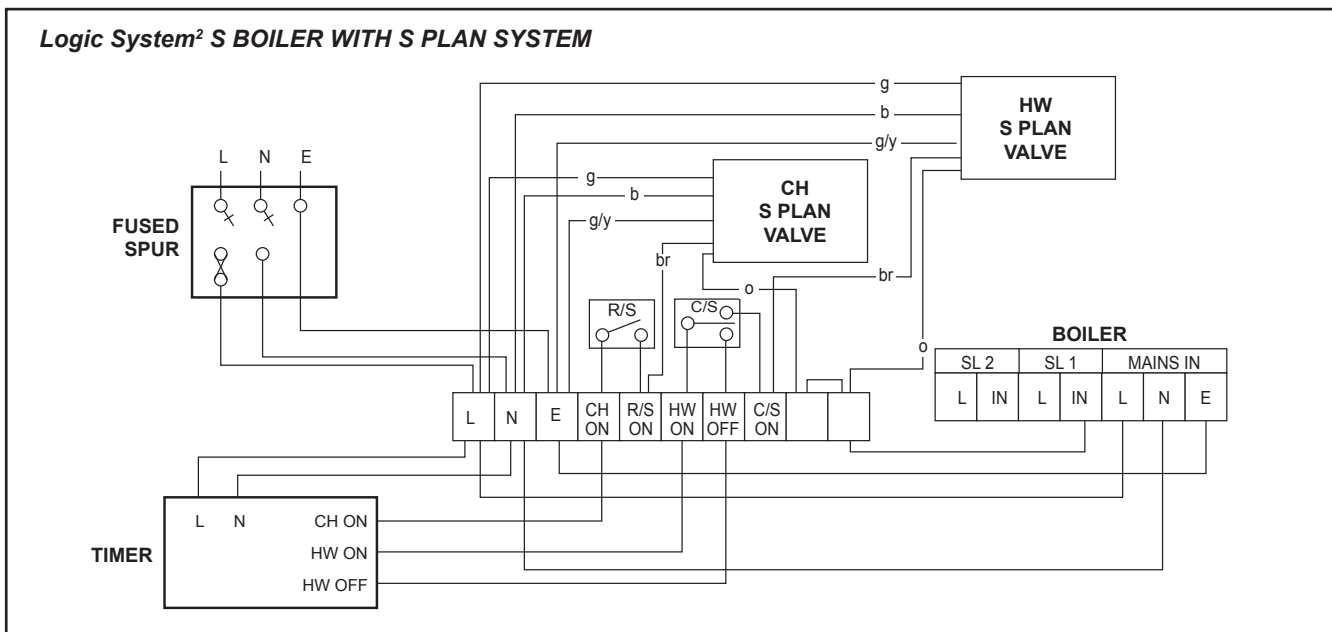 Logic System² S BOILER WITH S PLAN SYSTEM
g
HW
S PLAN
VALVE
b
g/y
L N E
FUSED
SPUR
g
CH
S PLAN
VALVE
b
g/y
br
br
o
R/S
C/S
o
BOILER
SL 2 SL 1 MAINS IN
L IN L IN L N E
L N E CH ON R/S ON HW ON HW OFF C/S ON
L N CH ON
TIMER
HW ON
HW OFF